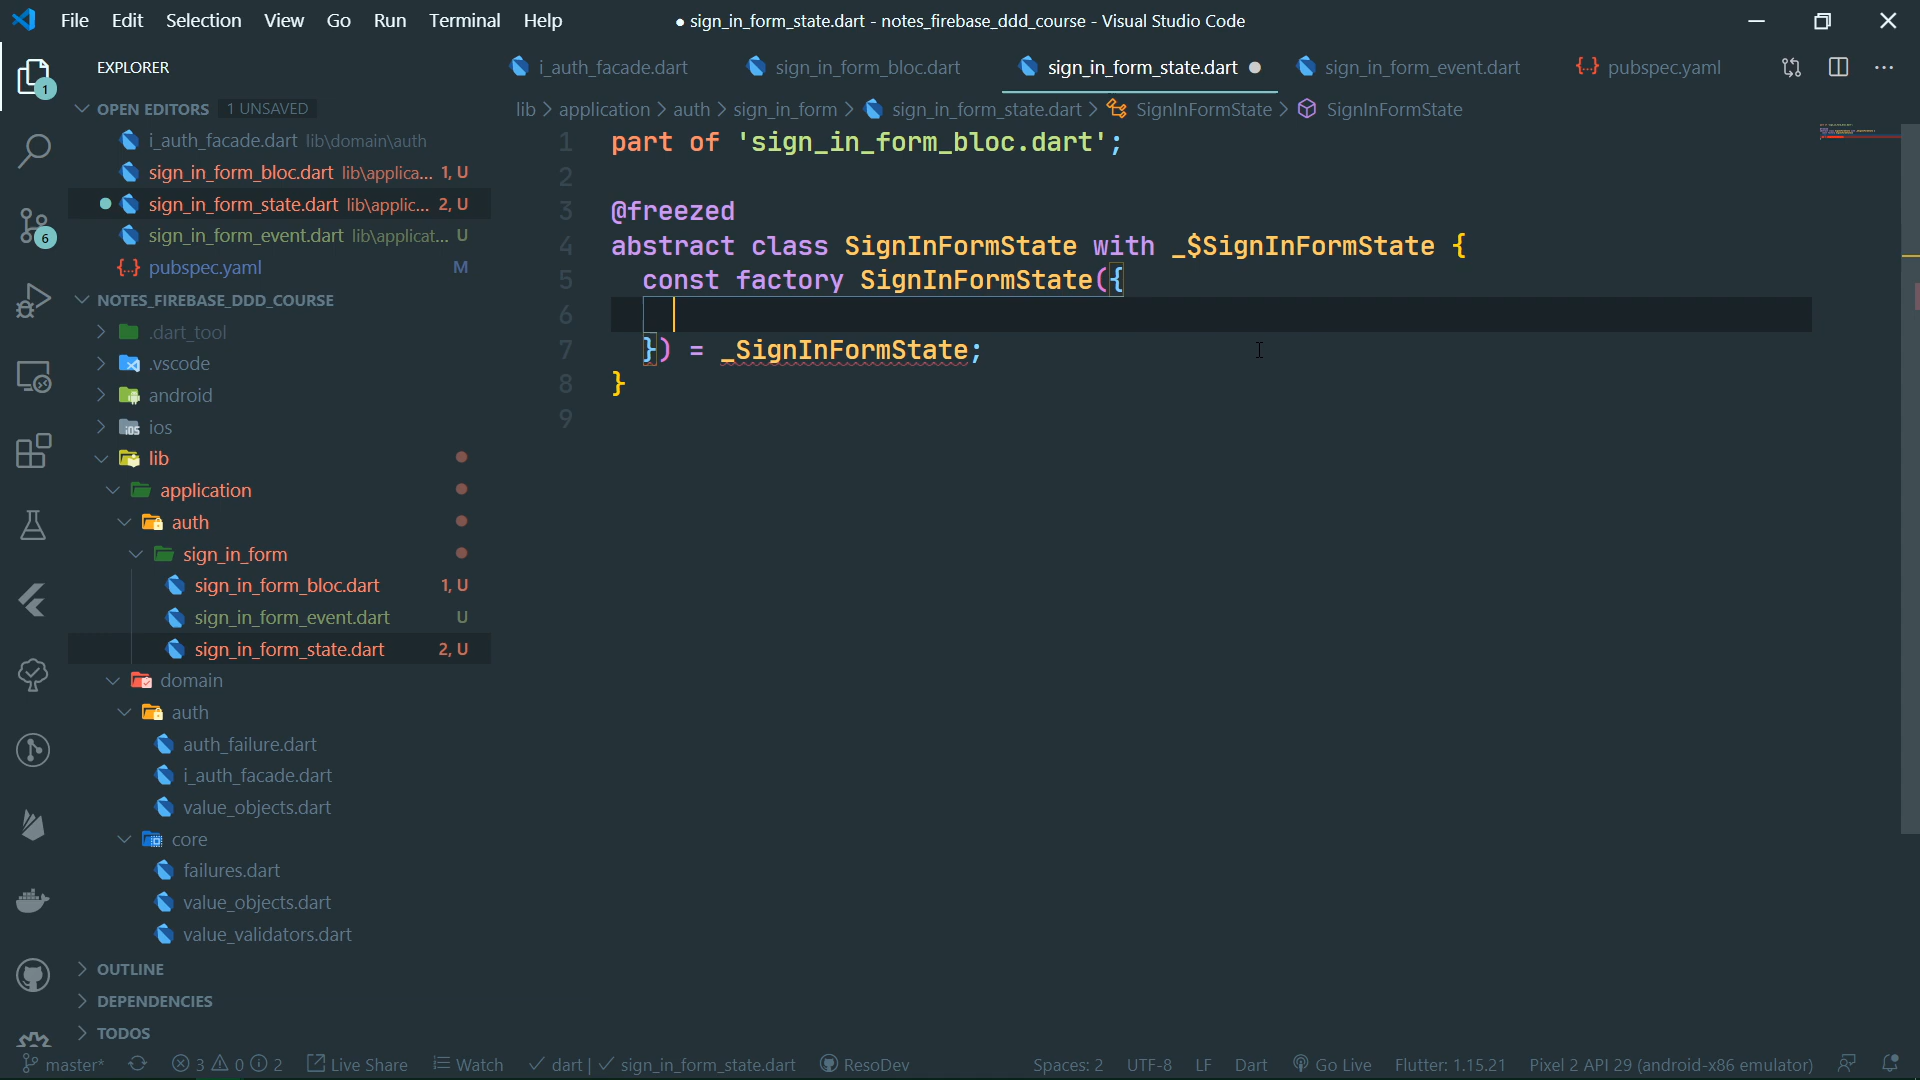 File Edit Selection View Go Run Terminal Help
● sign_in_form_state.dart - notes_firebase_ddd_course - Visual Studio Code
EXPLORER
1
i_auth_facade.dart
sign_in_form_bloc.dart
sign_in_form_state.dart
sign_in_form_event.dart
{..} pubspec.yaml
OPEN EDITORS 1 UNSAVED
i_auth_facade.dart lib\domain\auth
sign_in_form_bloc.dart lib\applica... 1, U
sign_in_form_state.dart lib\applic... 2, U
sign_in_form_event.dart lib\applicat... U
{..} pubspec.yaml M
6
NOTES_FIREBASE_DDD_COURSE
.dart_tool
.vscode
android
ios
lib
application
auth
sign_in_form
sign_in_form_bloc.dart 1, U
sign_in_form_event.dart U
sign_in_form_state.dart 2, U
domain
auth
auth_failure.dart
i_auth_facade.dart
value_objects.dart
core
failures.dart
value_objects.dart
value_validators.dart
OUTLINE
DEPENDENCIES
TODOS
lib > application > auth > sign_in_form > sign_in_form_state.dart > SignInFormState > SignInFormState
1 part of 'sign_in_form_bloc.dart';
2
3 @freezed
4 abstract class SignInFormState with _$SignInFormState {
5 const factory SignInFormState({
6
7 }) = _SignInFormState;
8 }
9
master* 3 0 2 Live Share Watch dart | sign_in_form_state.dart ResoDev Spaces: 2 UTF-8 LF Dart Go Live Flutter: 1.15.21 Pixel 2 API 29 (android-x86 emulator)